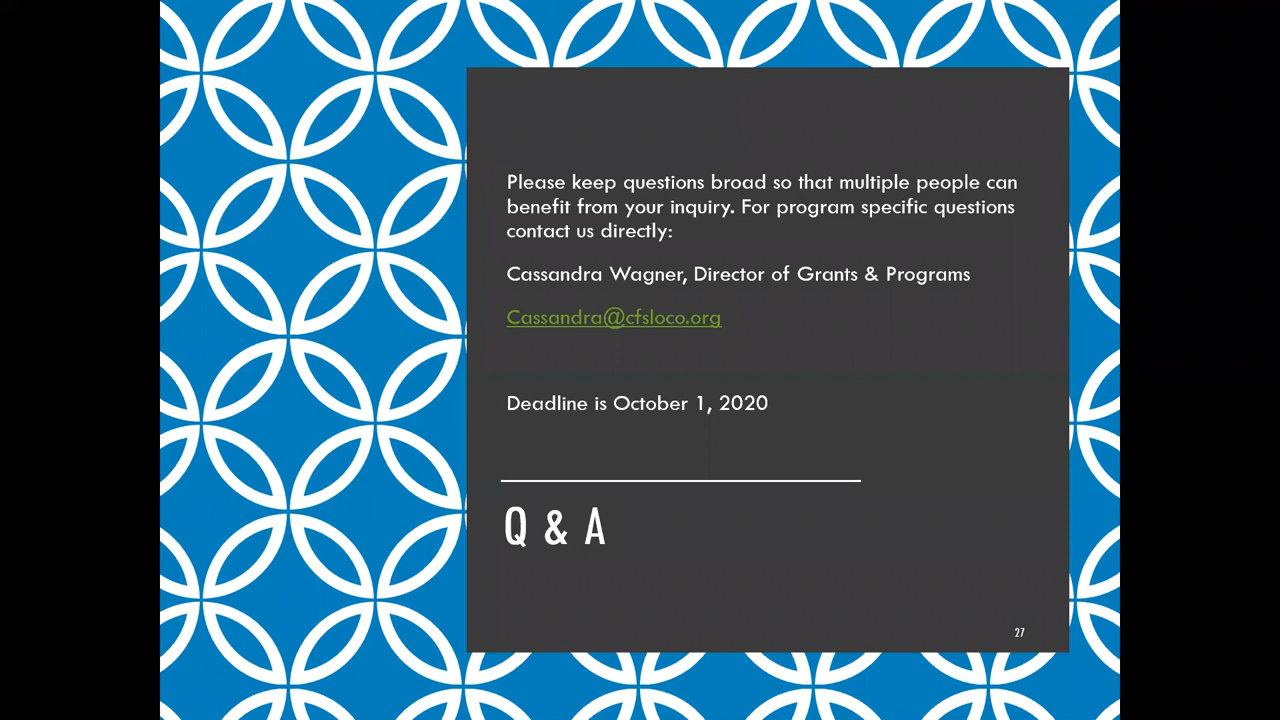 Please keep questions broad so that multiple people can
benefit from your inquiry. For program specific questions
contact us directly:
Cassandra Wagner, Director of Grants & Programs
Cassandra@cfsloco.org
Deadline is October 1, 2020
Q & A
27